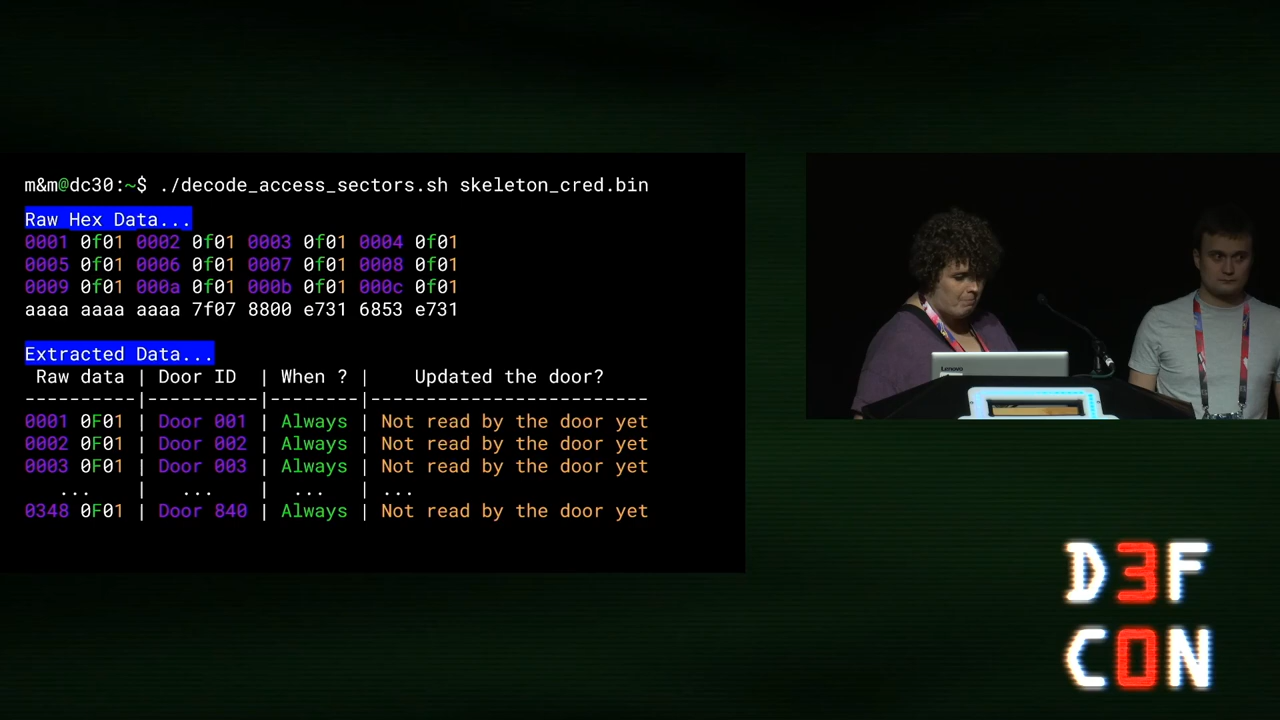 m&m@dc30:~$ ./decode_access_sectors.sh skeleton_cred.bin
Raw Hex Data...
0001 0f01 0002 0f01 0003 0f01 0004 0f01
0005 0f01 0006 0f01 0007 0f01 0008 0f01
0009 0f01 000a 0f01 000b 0f01 000c 0f01
aaaa aaaa aaaa 7f07 8800 e731 6853 e731
Extracted Data...
Raw data | Door ID | When ? | Updated the door?
----------|----------|--------|-------------------------
0001 0F01 | Door 001 | Always | Not read by the door yet
0002 0F01 | Door 002 | Always | Not read by the door yet
0003 0F01 | Door 003 | Always | Not read by the door yet
... | ... | ... | ...
0348 0F01 | Door 840 | Always | Not read by the door yet
Lenovo
D3F
C0N